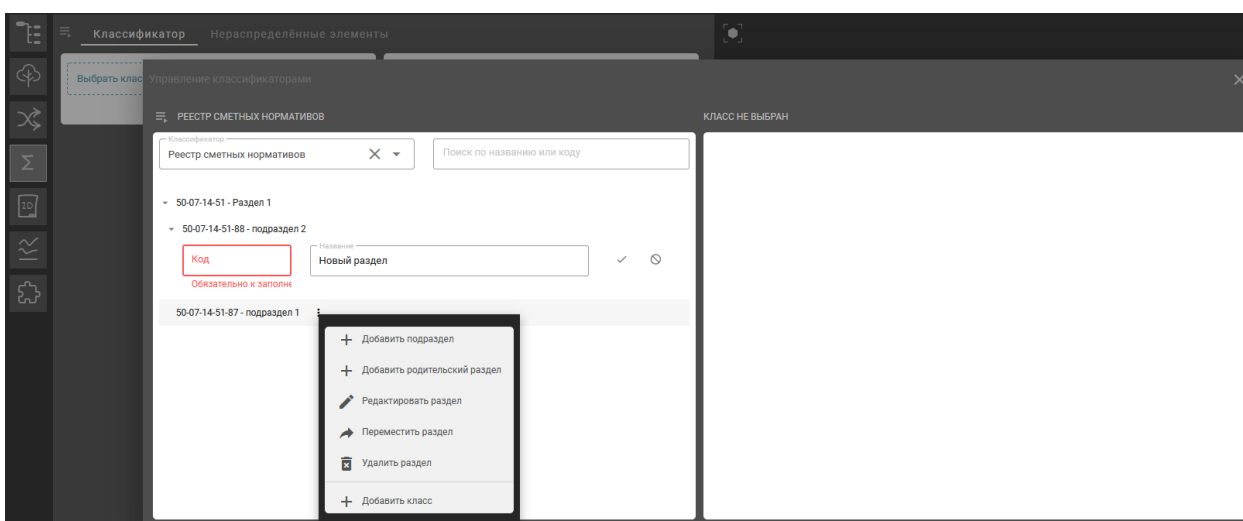 Классификатор Нераспределённые элементы
Выбрать клас
Управление классификаторами
РЕЕСТР СМЕТНЫХ НОРМАТИВОВ
КЛАСС НЕ ВЫБРАН
Классификатор
Реестр сметных нормативов
Поиск по названию или коду
50-07-14-51 - Раздел 1
50-07-14-51-88 - подраздел 2
Код
Название
Новый раздел
Обязательно к заполне
50-07-14-51-87 - подраздел 1
Добавить подраздел
Добавить родительский раздел
Редактировать раздел
Переместить раздел
Удалить раздел
Добавить класс
2D
Σ